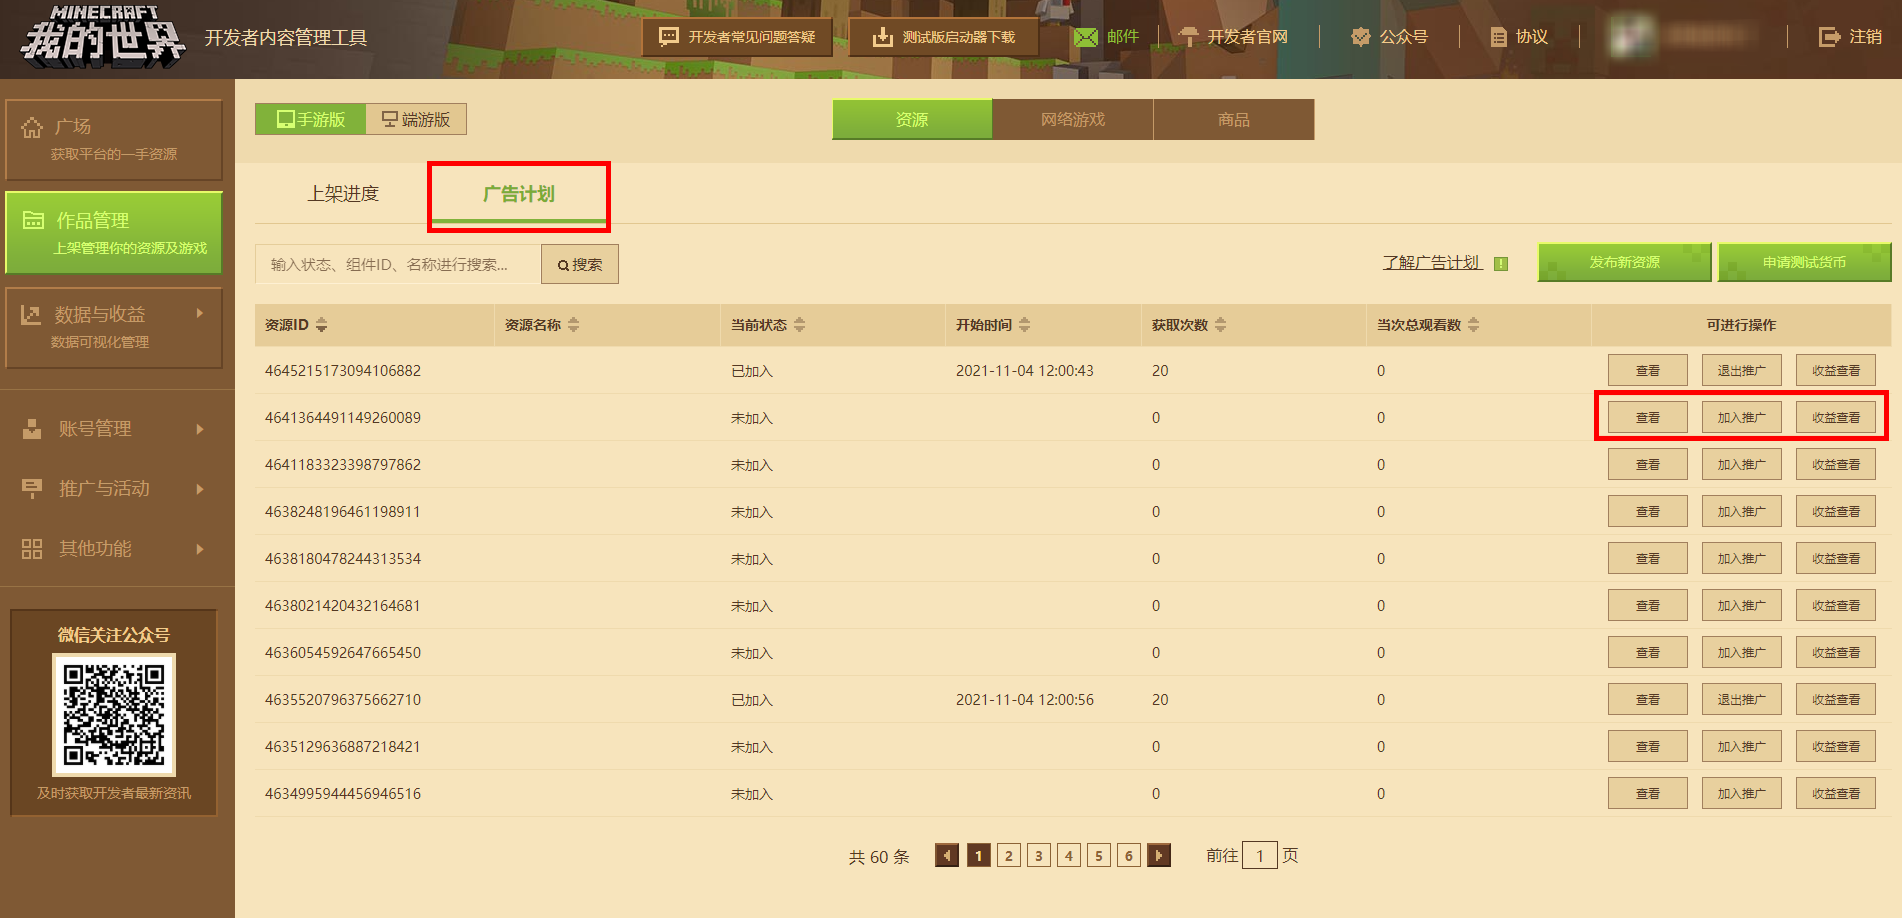 MINECRAFT
我的世界
开发者内容管理工具
开发者常见问题答疑
测试版启动器下载
邮件
开发者官网
公众号
协议
注销
广场
获取平台的一手资源
作品管理
上架管理你的资源及游戏
数据与收益
数据可视化管理
账号管理
推广与活动
其他功能
微信关注公众号
及时获取开发者最新资讯
手游版 端游版
资源 网络游戏 商品
上架进度 广告计划
输入状态、组件ID、名称进行搜索... 搜索
了解广告计划 !
发布新资源 申请测试货币
资源ID 资源名称 当前状态 开始时间 获取次数 当次总观看数 可进行操作
4645215173094106882 已加入 2021-11-04 12:00:43 20 0 查看 退出推广 收益查看
4641364491149260089 未加入 0 0 查看 加入推广 收益查看
4641183323398797862 未加入 0 0 查看 加入推广 收益查看
4638248196461198911 未加入 0 0 查看 加入推广 收益查看
4638180478244313534 未加入 0 0 查看 加入推广 收益查看
4638021420432164681 未加入 0 0 查看 加入推广 收益查看
4636054592647665450 未加入 0 0 查看 加入推广 收益查看
4635520796375662710 已加入 2021-11-04 12:00:56 20 0 查看 退出推广 收益查看
4635129636887218421 未加入 0 0 查看 加入推广 收益查看
4634995944456946516 未加入 0 0 查看 加入推广 收益查看
共 60 条 1 2 3 4 5 6 前往 1 页